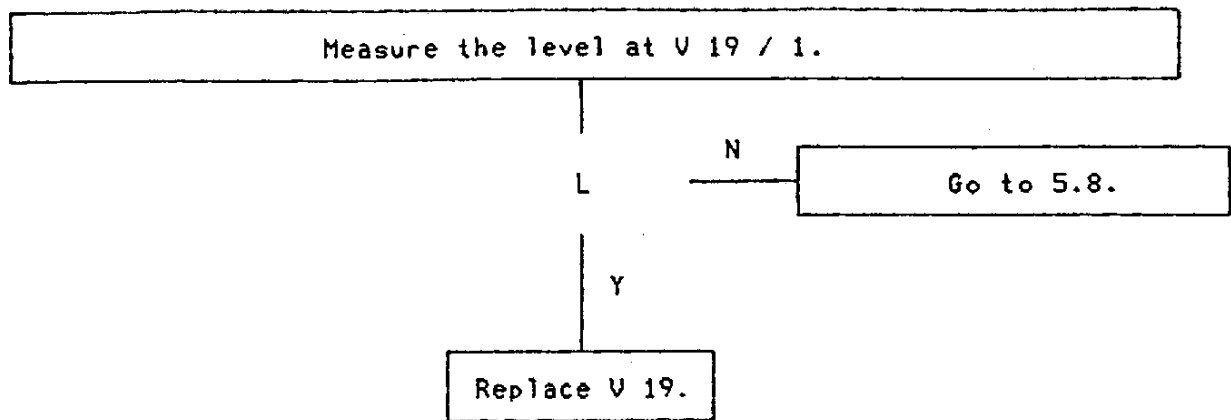 Measure the level at V 19 / 1.
N
L
Go to 5.8.
Y
Replace V 19.